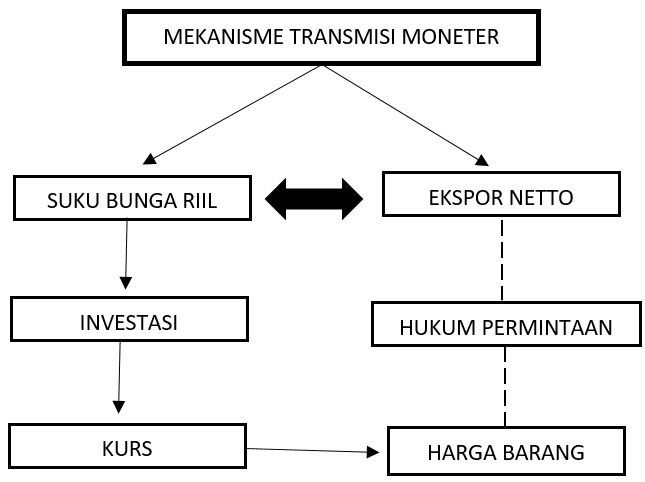 MEKANISME TRANSMISI MONETER
SUKU BUNGA RIIL
EKSPOR NETTO
INVESTASI
HUKUM PERMINTAAN
KURS
HARGA BARANG